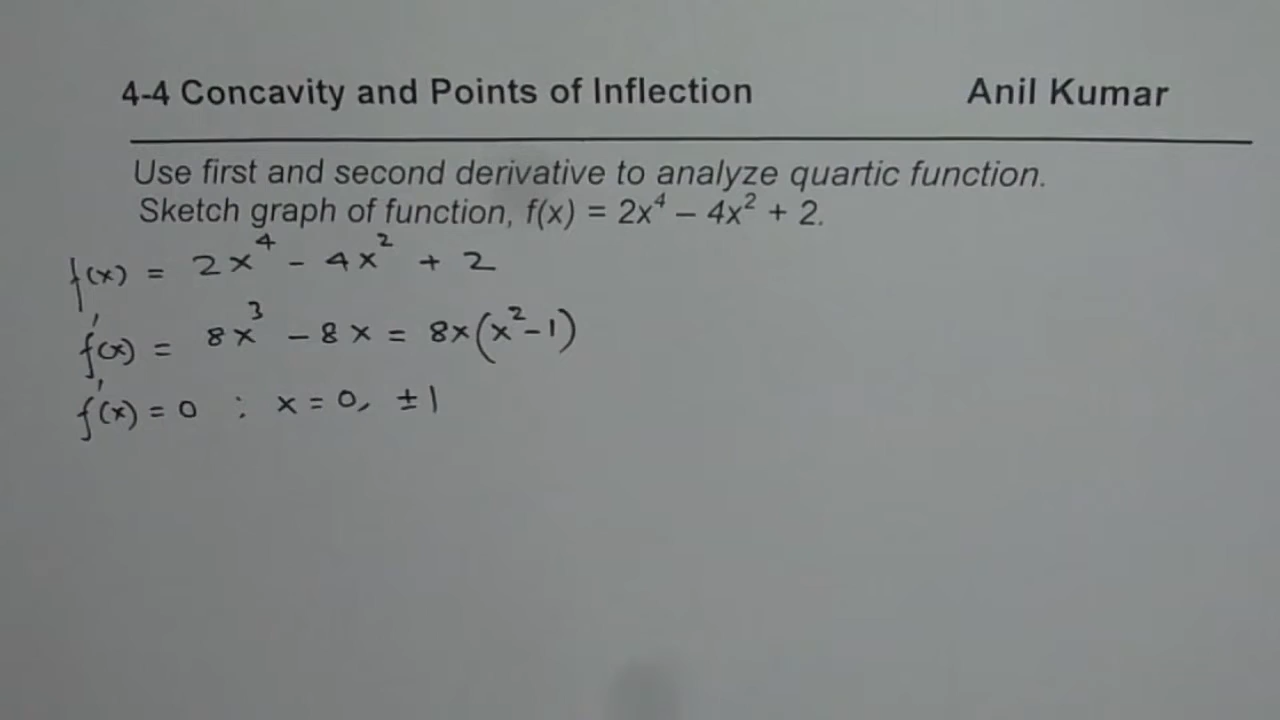 4-4 Concavity and Points of Inflection Anil Kumar
Use first and second derivative to analyze quartic function.
Sketch graph of function, f(x) = 2x⁴ – 4x² + 2.
f(x) = 2x⁴ - 4x² + 2
f'(x) = 8x³ - 8x = 8x(x²-1)
f'(x) = 0 : x = 0, ±1